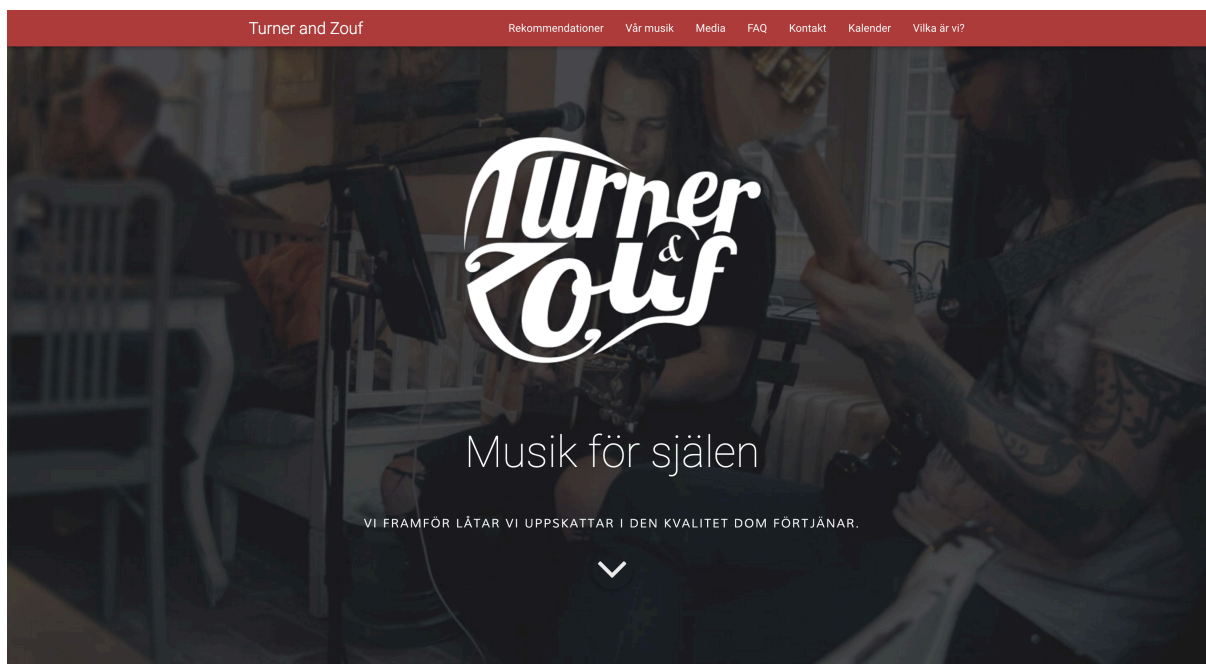 Turner and Zouf
Rekommendationer Vår musik Media FAQ Kontakt Kalender Vilka är vi?
Turner
& Zouf
Musik för själen
VI FRAMFÖR LÅTAR VI UPPSKATTAR I DEN KVALITET DOM FÖRTJÄNAR.